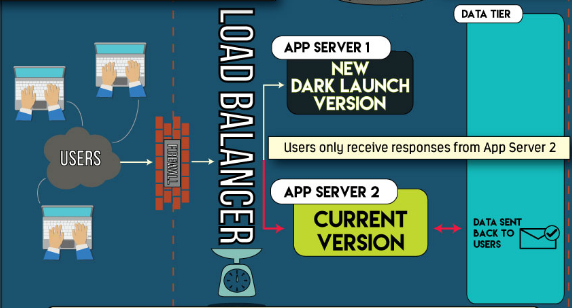 DATA TIER
LOAD BALANCER
APP SERVER 1
NEW
DARK LAUNCH
VERSION
USERS
FIREWALL
Users only receive responses from App Server 2
APP SERVER 2
CURRENT
VERSION
DATA SENT
BACK TO
USERS